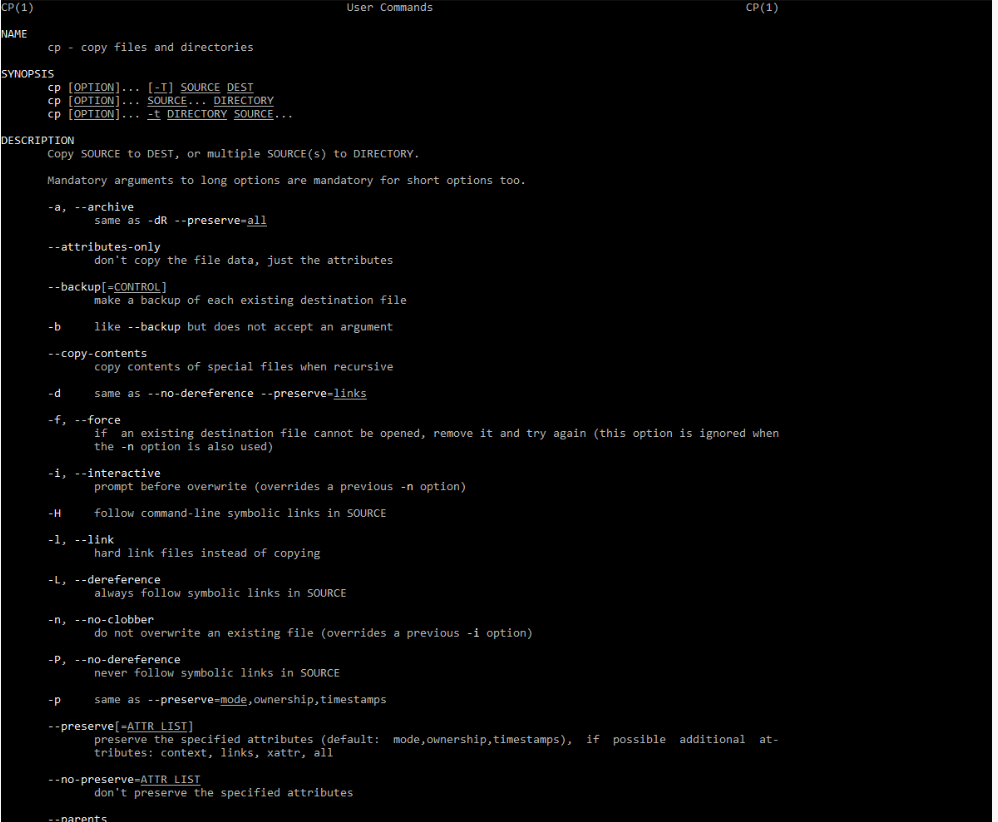 CP(1) User Commands CP(1)
NAME
cp - copy files and directories
SYNOPSIS
cp [OPTION]... [-T] SOURCE DEST
cp [OPTION]... SOURCE... DIRECTORY
cp [OPTION]... -t DIRECTORY SOURCE...
DESCRIPTION
Copy SOURCE to DEST, or multiple SOURCE(s) to DIRECTORY.
Mandatory arguments to long options are mandatory for short options too.
-a, --archive
same as -dR --preserve=all
--attributes-only
don't copy the file data, just the attributes
--backup[=CONTROL]
make a backup of each existing destination file
-b like --backup but does not accept an argument
--copy-contents
copy contents of special files when recursive
-d same as --no-dereference --preserve=links
-f, --force
if an existing destination file cannot be opened, remove it and try again (this option is ignored when
the -n option is also used)
-i, --interactive
prompt before overwrite (overrides a previous -n option)
-H follow command-line symbolic links in SOURCE
-l, --link
hard link files instead of copying
-L, --dereference
always follow symbolic links in SOURCE
-n, --no-clobber
do not overwrite an existing file (overrides a previous -i option)
-P, --no-dereference
never follow symbolic links in SOURCE
-p same as --preserve=mode,ownership,timestamps
--preserve[=ATTR_LIST]
preserve the specified attributes (default: mode,ownership,timestamps), if possible additional at-
tributes: context, links, xattr, all
--no-preserve=ATTR_LIST
don't preserve the specified attributes
--parents